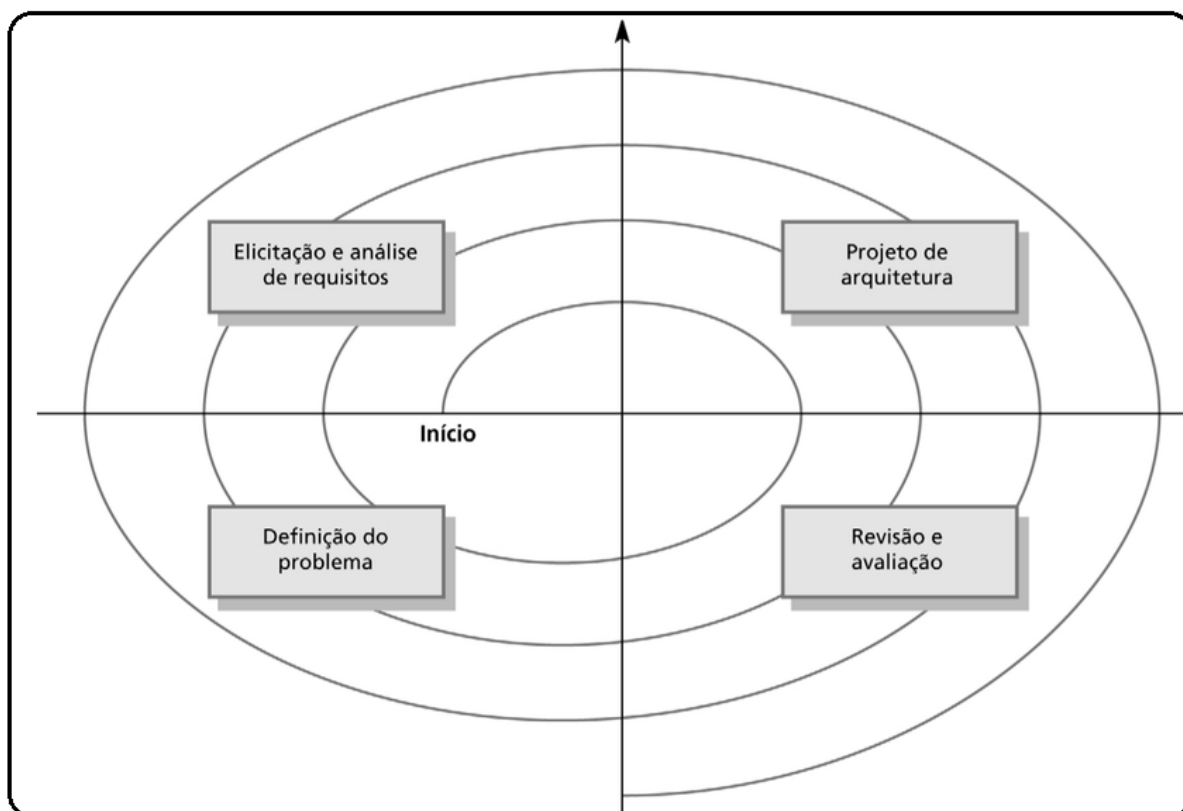 Elicitação e análise
de requisitos
Projeto de
arquitetura
Início
Definição do
problema
Revisão e
avaliação